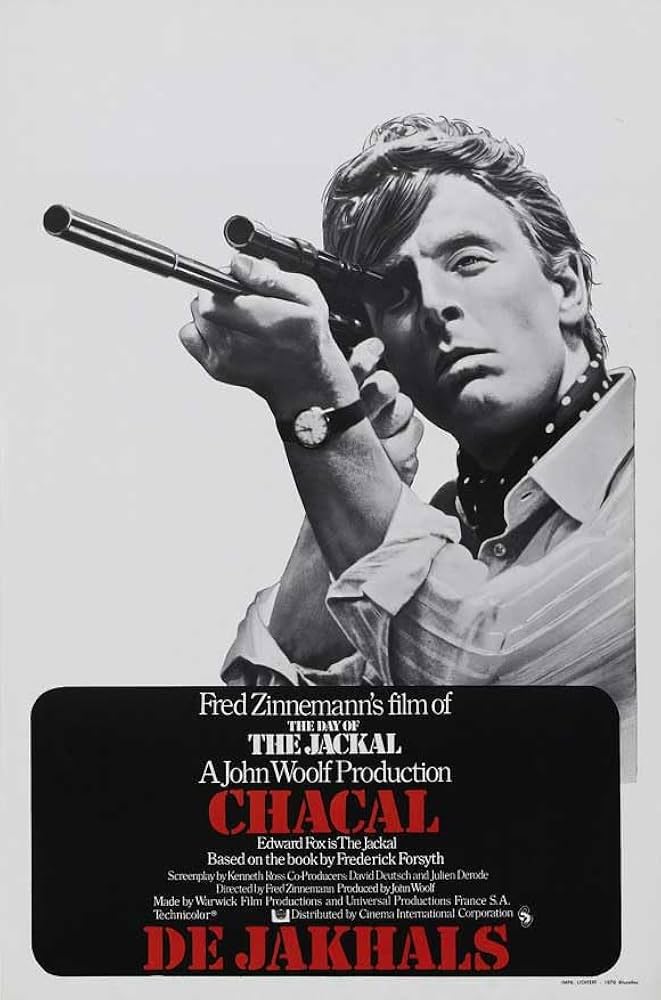 Fred Zinnemann's film of
THE DAY OF
THE JACKAL
A John Woolf Production
CHACAL
Edward Fox is The Jackal
Based on the book by Frederick Forsyth
Screenplay by Kenneth Ross Co-Producers: David Deutsch and Julien Derode
Directed by Fred Zinnemann Produced by John Woolf
Made by Warwick Film Productions and Universal Productions France S.A.
Technicolor® Distributed by Cinema International Corporation
DE JAKHALS